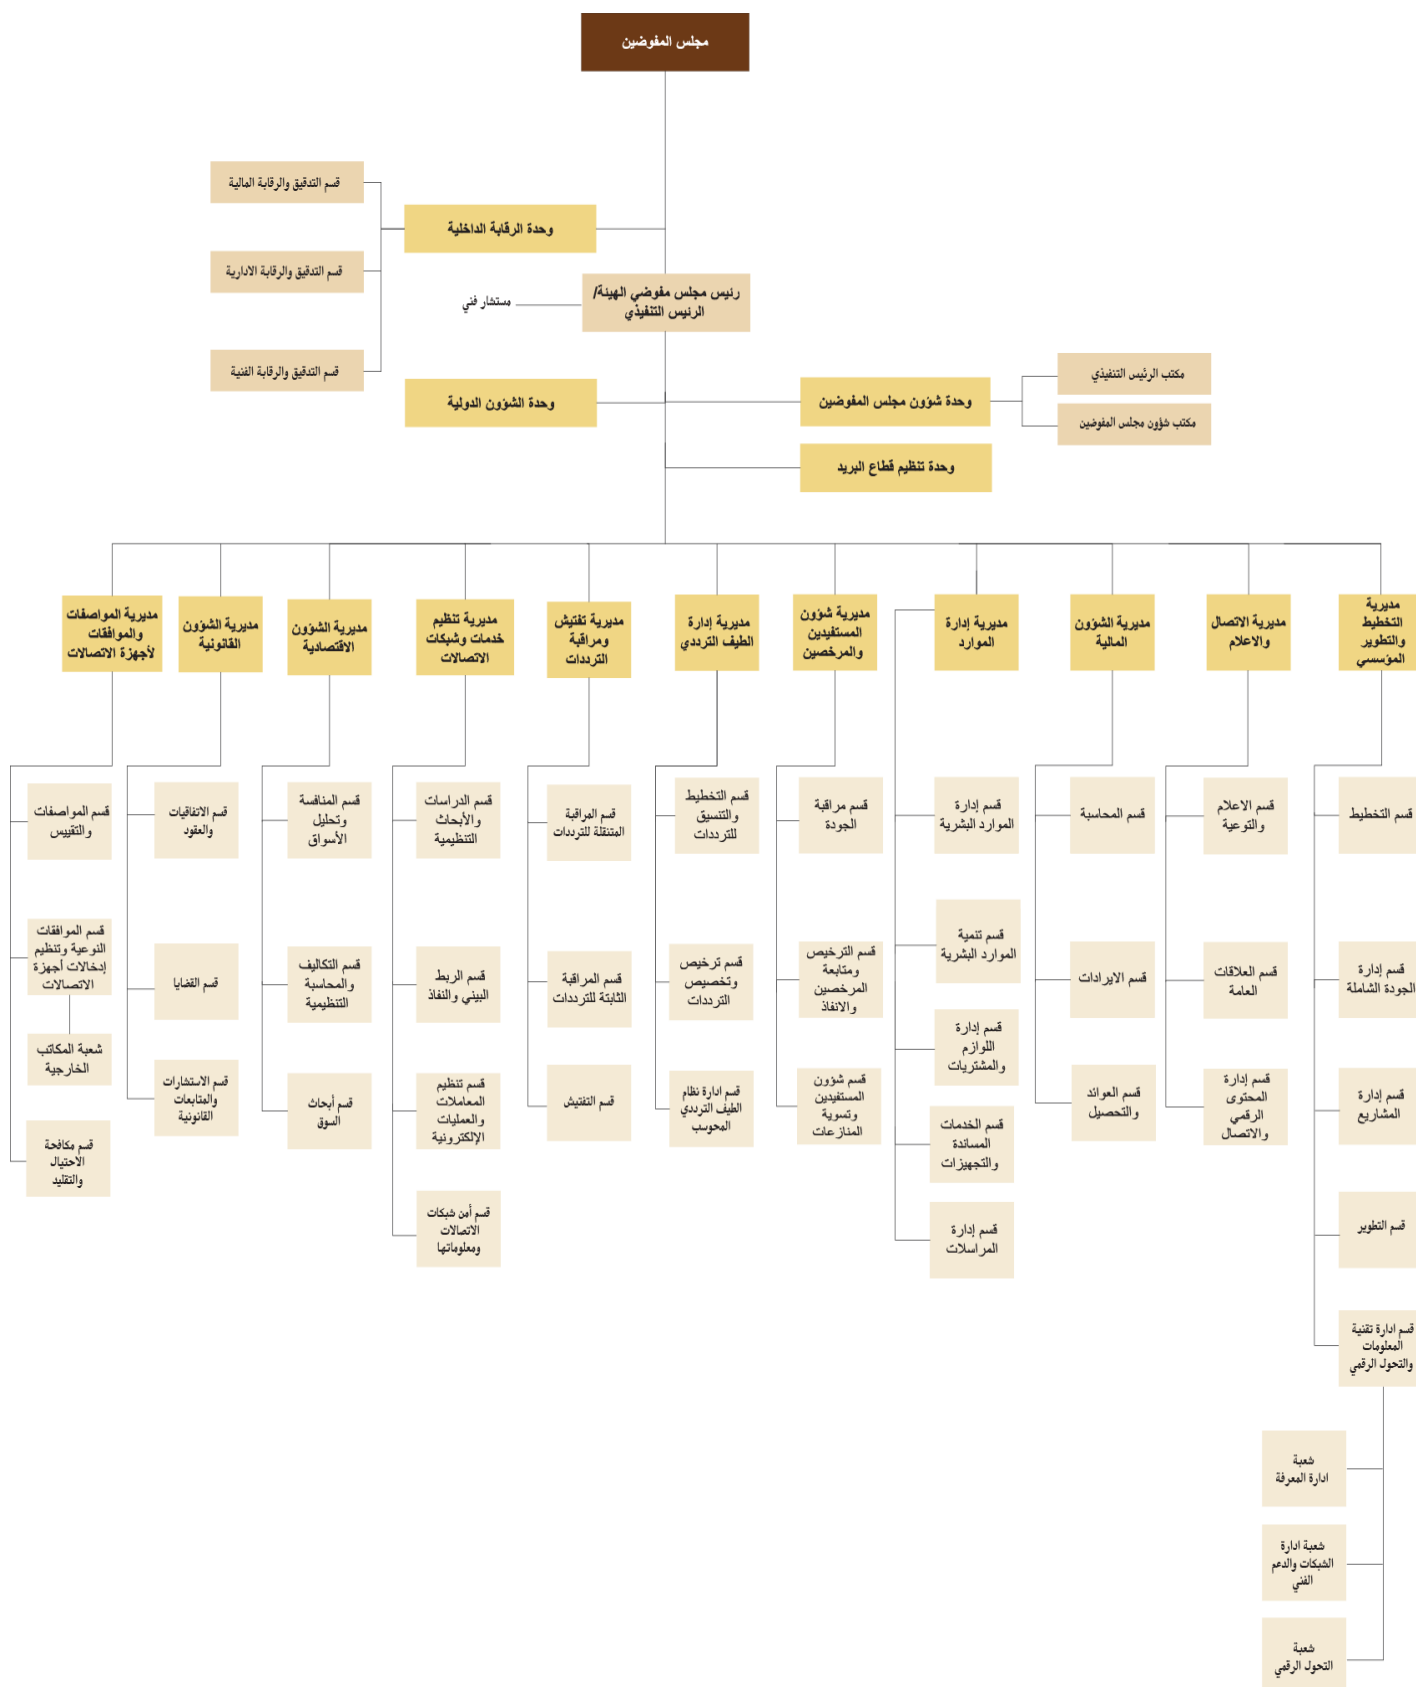 مجلس المفوضين
قسم التدقيق والرقابة المالية
وحدة الرقابة الداخلية
قسم التدقيق والرقابة الادارية
قسم التدقيق والرقابة الفنية
رئيس مجلس مفوضي الهيئة/
الرئيس التنفيذي
مستشار فني
وحدة الشؤون الدولية
وحدة شؤون مجلس المفوضين
مكتب الرئيس التنفيذي
مكتب شؤون مجلس المفوضين
وحدة تنظيم قطاع البريد
مديرية
التخطيط
والتطوير
المؤسسي
قسم التخطيط
قسم إدارة
الجودة الشاملة
قسم إدارة
المشاريع
قسم التطوير
قسم ادارة تقنية
المعلومات
والتحول الرقمي
شعبة
ادارة المعرفة
شعبة ادارة
الشبكات والدعم
الفني
شعبة
التحول الرقمي
مديرية الاتصال
والاعلام
قسم الاعلام
والتوعية
قسم العلاقات
العامة
قسم إدارة
المحتوى
الرقمي
والاتصال
مديرية الشؤون
المالية
قسم المحاسبة
قسم الايرادات
قسم العوائد
والتحصيل
مديرية إدارة
الموارد
قسم إدارة
الموارد البشرية
قسم تنمية
الموارد البشرية
قسم إدارة
اللوازم
والمشتريات
قسم الخدمات
المساندة
والتجهيزات
قسم إدارة
المراسلات
مديرية شؤون
المستفيدين
والمرخصين
قسم مراقبة
الجودة
قسم الترخيص
ومتابعة
المرخصين
والانفاذ
قسم شؤون
المستفيدين
وتسوية
المنازعات
مديرية إدارة
الطيف الترددي
قسم التخطيط
والتنسيق
للترددات
قسم ترخيص
وتخصيص
الترددات
قسم ادارة نظام
الطيف الترددي
المحوسب
مديرية تفتيش
ومراقبة
الترددات
قسم المراقبة
المتنقلة للترددات
قسم المراقبة
الثابتة للترددات
قسم التفتيش
مديرية تنظيم
خدمات وشبكات
الاتصالات
قسم الدراسات
والأبحاث
التنظيمية
قسم الربط
البيني والنفاذ
قسم تنظيم
المعاملات
والعمليات
الإلكترونية
قسم أمن شبكات
الاتصالات
ومعلوماتها
مديرية الشؤون
الاقتصادية
قسم المنافسة
وتحليل
الأسواق
قسم التكاليف
والمحاسبة
التنظيمية
قسم أبحاث
السوق
مديرية الشؤون
القانونية
قسم الاتفاقيات
والعقود
قسم القضايا
قسم الاستشارات
والمتابعات
القانونية
مديرية المواصفات
والموافقات
لأجهزة الاتصالات
قسم المواصفات
والتقييس
قسم الموافقات
النوعية وتنظيم
إدخالات أجهزة
الاتصالات
شعبة المكاتب
الخارجية
قسم مكافحة
الاحتيال
والتقليد